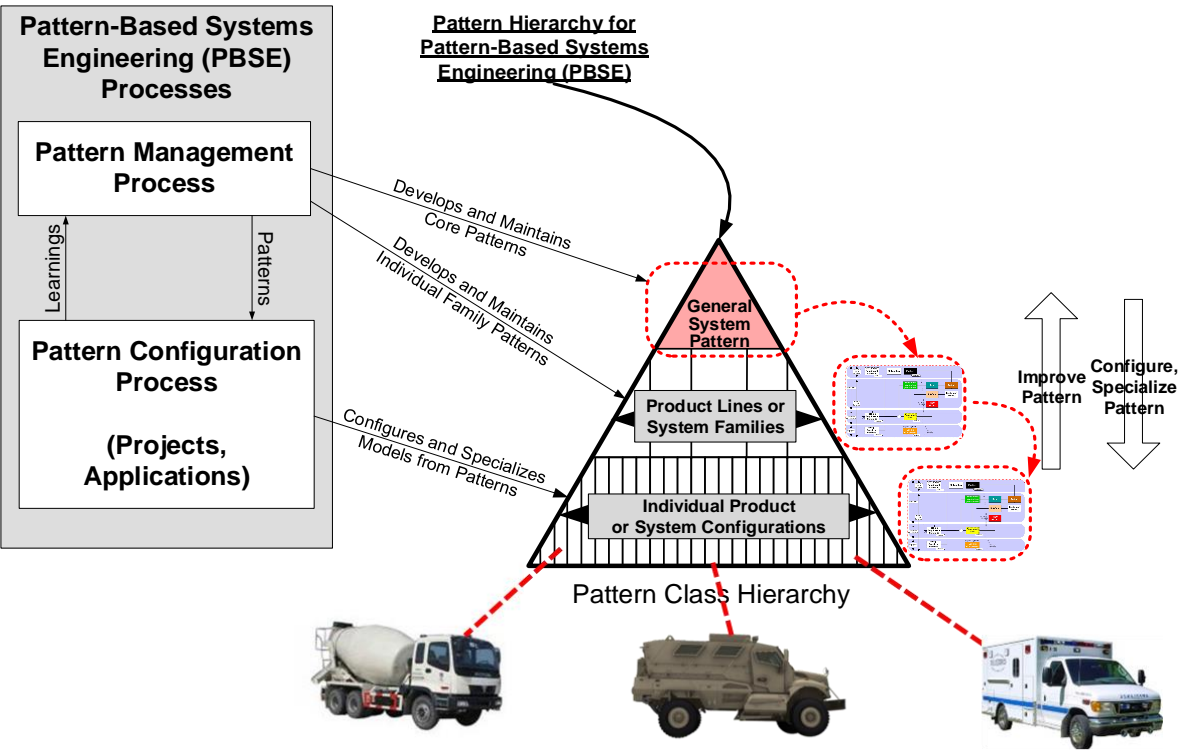 Pattern-Based Systems
Engineering (PBSE)
Processes
Pattern Management
Process
Learnings
Patterns
Pattern Configuration
Process
(Projects,
Applications)
Pattern Hierarchy for
Pattern-Based Systems
Engineering (PBSE)
Develops and Maintains
Core Patterns
Develops and Maintains
Individual Family Patterns
Configures and Specializes
Models from Patterns
General
System
Pattern
Product Lines or
System Families
Individual Product
or System Configurations
Pattern Class Hierarchy
Improve
Pattern
Configure,
Specialize
Pattern